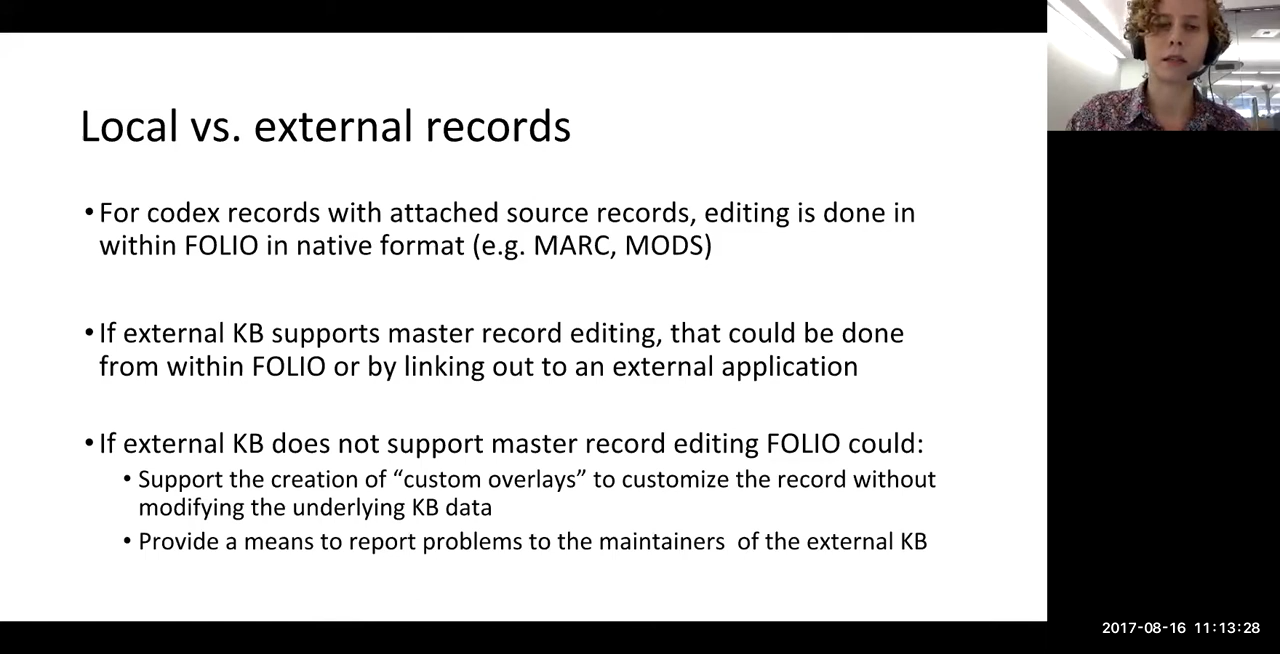 Local vs. external records
• For codex records with attached source records, editing is done in
within FOLIO in native format (e.g. MARC, MODS)
• If external KB supports master record editing, that could be done
from within FOLIO or by linking out to an external application
• If external KB does not support master record editing FOLIO could:
• Support the creation of “custom overlays” to customize the record without
modifying the underlying KB data
• Provide a means to report problems to the maintainers  of the external KB
2017-08-16 11:13:28